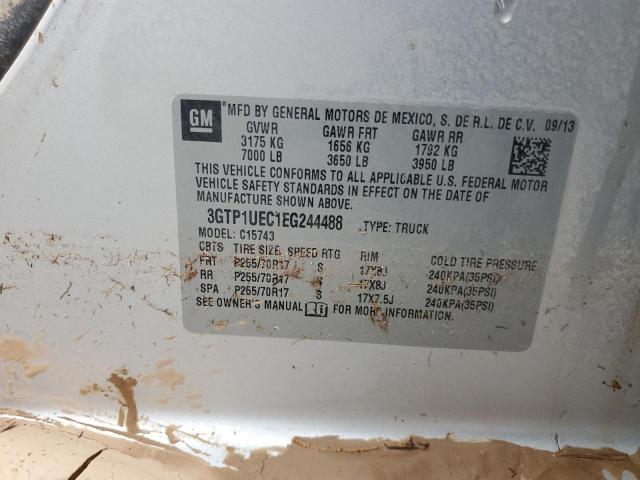 GM
*MFD BY GENERAL MOTORS DE MEXICO, S. DE R.L. DE C.V. 09/13
GVWR GAWR FRT GAWR RR
3175 KG 1656 KG 1792 KG
7000 LB 3650 LB 3950 LB
THIS VEHICLE CONFORMS TO ALL APPLICABLE U.S. FEDERAL MOTOR
VEHICLE SAFETY STANDARDS IN EFFECT ON THE DATE OF
MANUFACTURE SHOWN ABOVE.
3GTP1UEC1EG244488 TYPE: TRUCK
MODEL: C15743
CBTS TIRE SIZE, SPEED RTG RIM COLD TIRE PRESSURE
FRT P255/70R17 S 17X8J 240KPA(35PSI)
RR P255/70R17 S 17X8J 240KPA(35PSI)
SPA P265/70R17 S 17X7.5J 240KPA(35PSI)
SEE OWNER'S MANUAL FOR MORE INFORMATION.